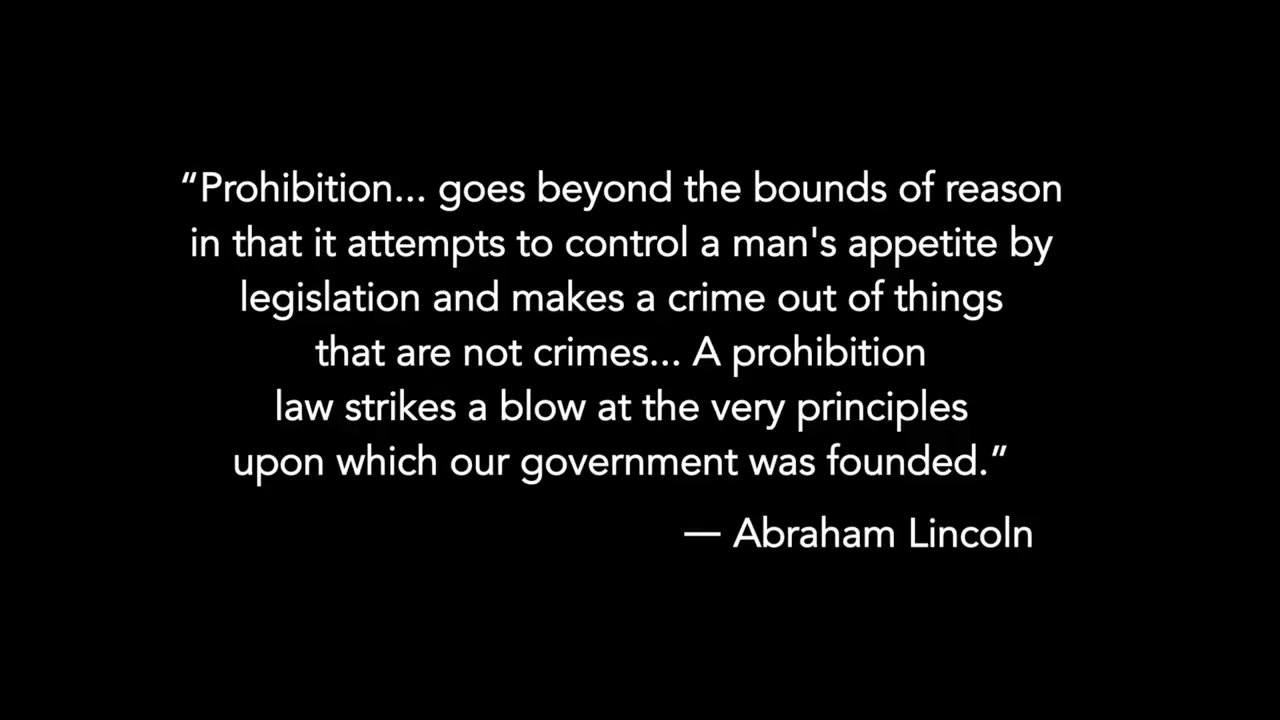 “Prohibition... goes beyond the bounds of reason
in that it attempts to control a man's appetite by
legislation and makes a crime out of things
that are not crimes... A prohibition
law strikes a blow at the very principles
upon which our government was founded.”
— Abraham Lincoln